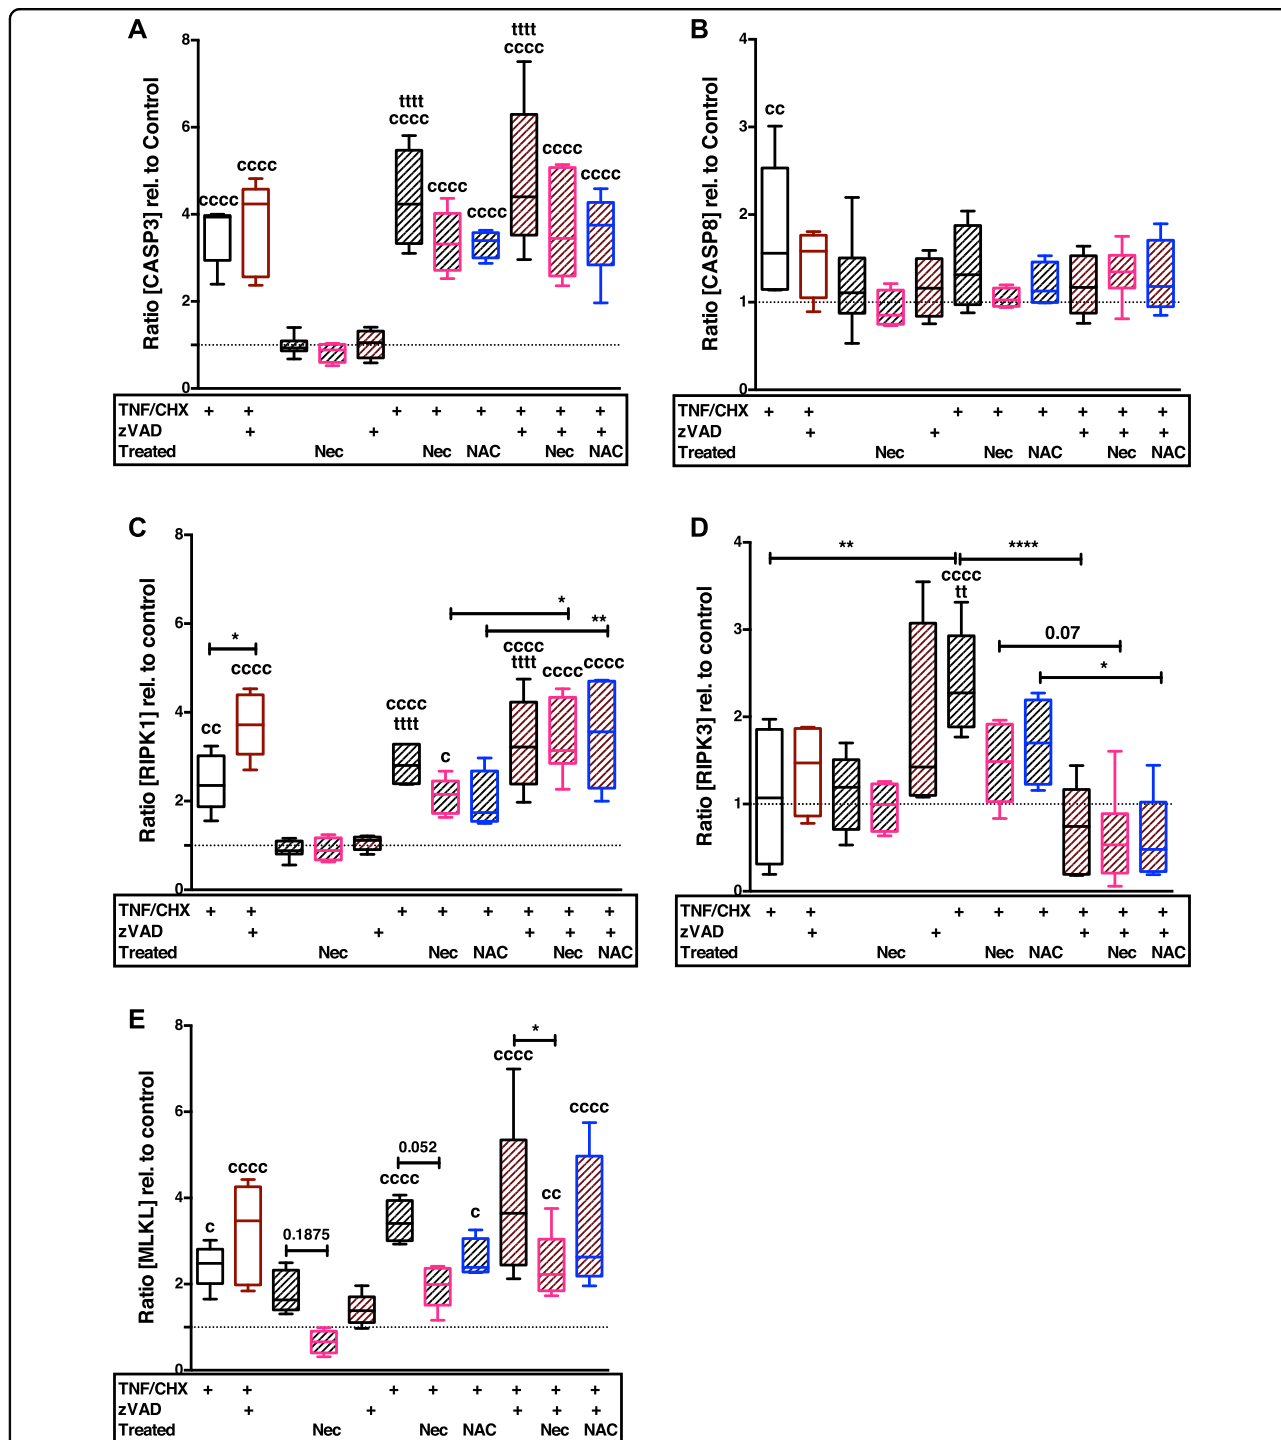 A
Ratio [CASP3] rel. to Control
8
6
4
2
0
cccc
cccc
tttt
cccc
cccc
cccc
tttt
cccc
cccc
cccc
TNF/CHX + + + + + + + +
zVAD + + + + +
Treated Nec Nec NAC Nec NAC
B
Ratio [CASP8] rel. to Control
4
3
2
1
0
cc
TNF/CHX + + + + + + + +
zVAD + + + + +
Treated Nec Nec NAC Nec NAC
C
Ratio [RIPK1] rel. to control
8
6
4
2
0
cc
*
cccc
cccc
tttt
c
*
**
cccc
tttt
cccc
cccc
TNF/CHX + + + + + + + +
zVAD + + + + +
Treated Nec Nec NAC Nec NAC
D
Ratio [RIPK3] rel. to control
4
3
2
1
0
**
****
cccc
tt
0.07
*
TNF/CHX + + + + + + + +
zVAD + + + + +
Treated Nec Nec NAC Nec NAC
E
Ratio [MLKL] rel. to control
8
6
4
2
0
c
cccc
0.1875
0.052
cccc
c
*
cccc
cc
cccc
TNF/CHX + + + + + + + +
zVAD + + + + +
Treated Nec Nec NAC Nec NAC